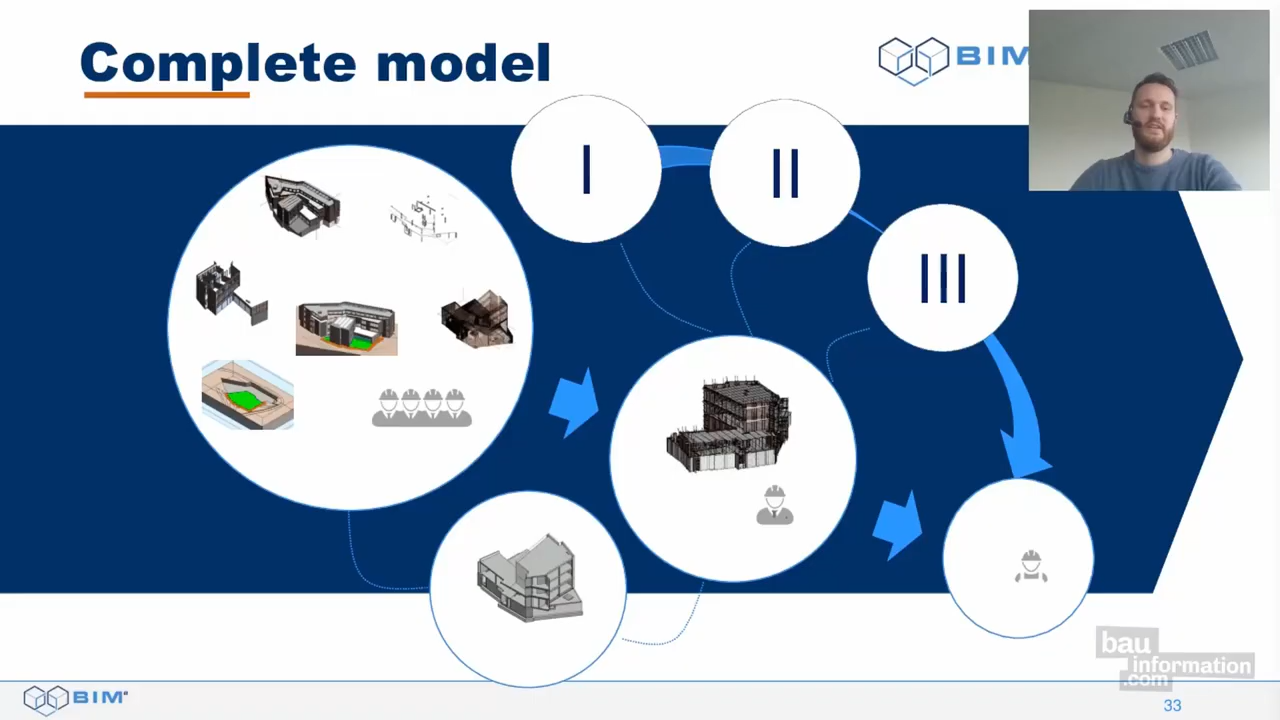 Complete model
BIM
I
II
III
BIM
bau
information
.com
33